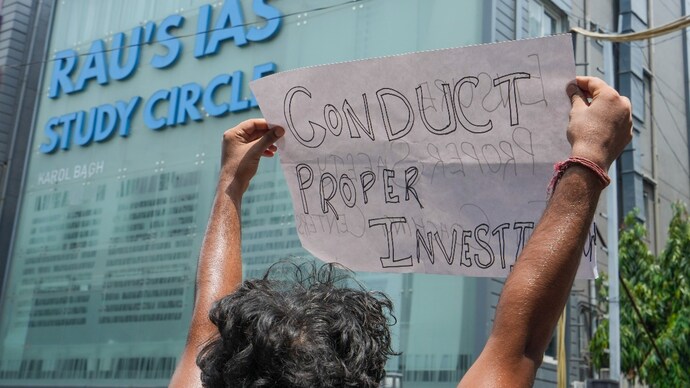 RAU'S IAS
STUDY CIRCLE
KAROL BAGH
CONDUCT
PROPER
INVESTI